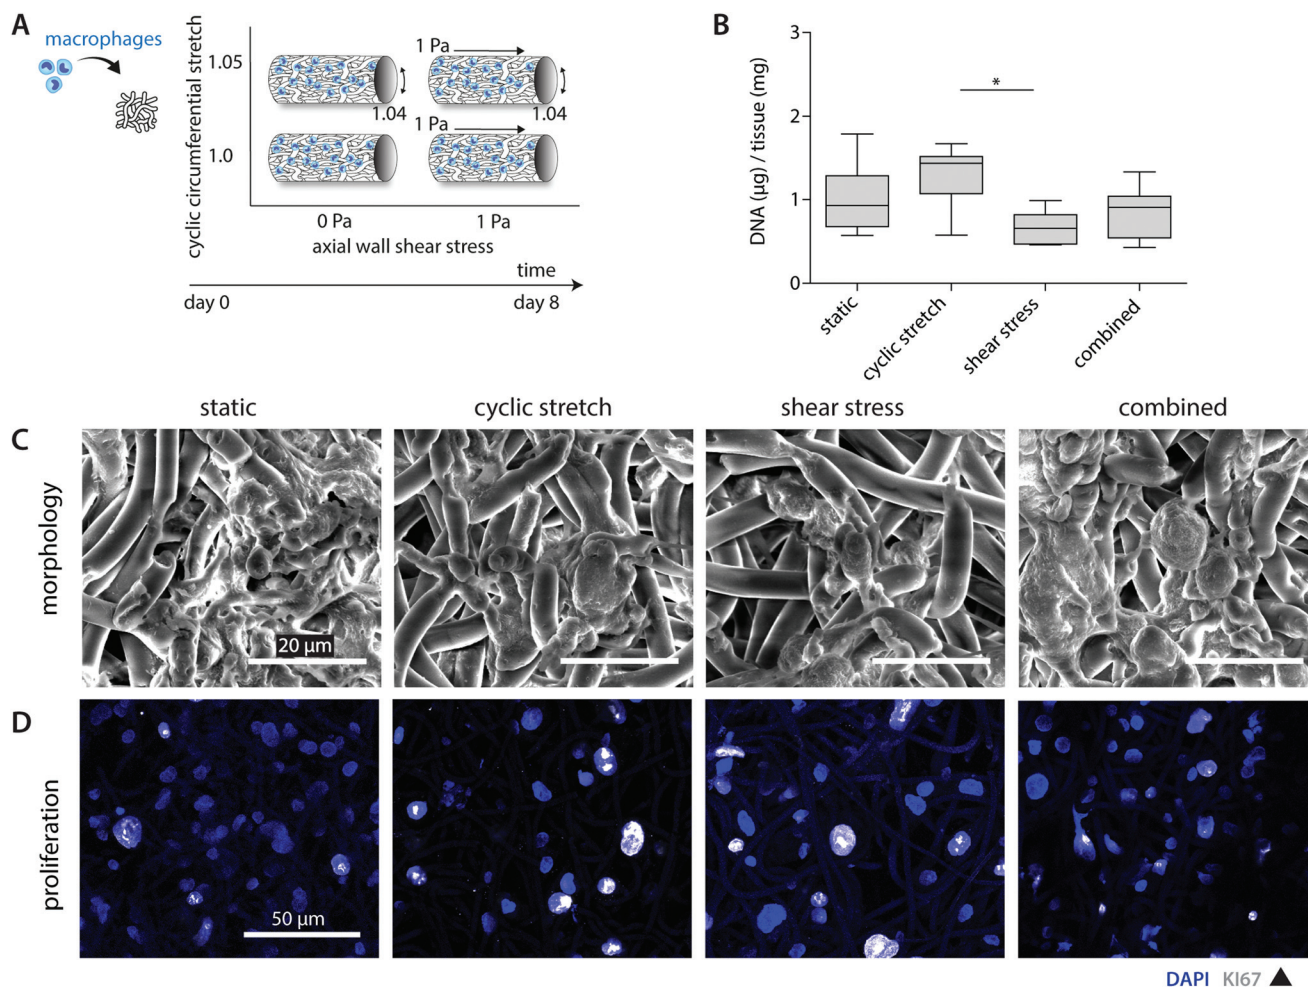 A
macrophages
cyclic circumferential stretch
1.05
1.0
1 Pa
1.04
1.04
1 Pa
0 Pa
1 Pa
axial wall shear stress
time
day 0
day 8
B
DNA (µg) / tissue (mg)
3
2
1
0
*
static
cyclic stretch
shear stress
combined
static
cyclic stretch
shear stress
combined
C
morphology
20 µm
D
proliferation
50 µm
DAPI KI67